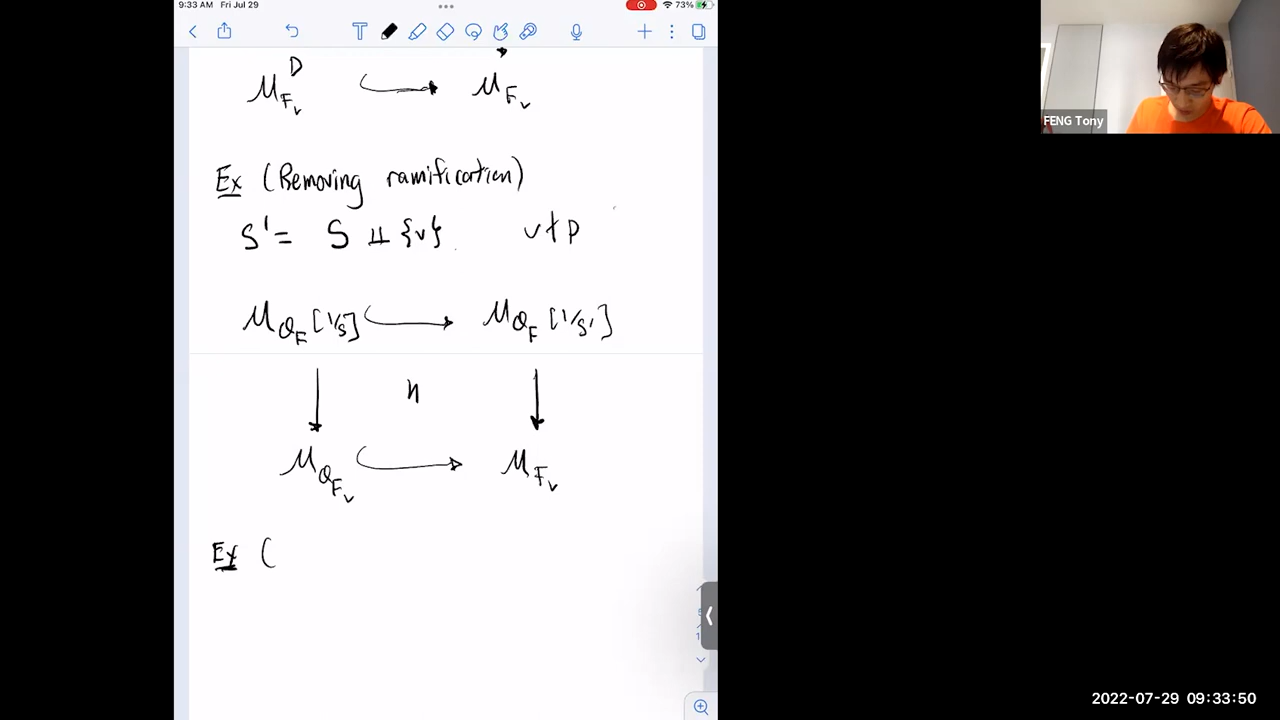 9:33 AM Fri Jul 29
73%
T
M_{F_v}^D ↪ M_{F_v}
Ex (Removing ramification)
S' = S ⊔ {v}. v ∤ p
M_{O_F[1/S]} ↪ M_{O_F[1/S']}
h
M_{O_{F_v}} ↪ M_{F_v}
Ex (
FENG Tony
2022-07-29 09:33:50